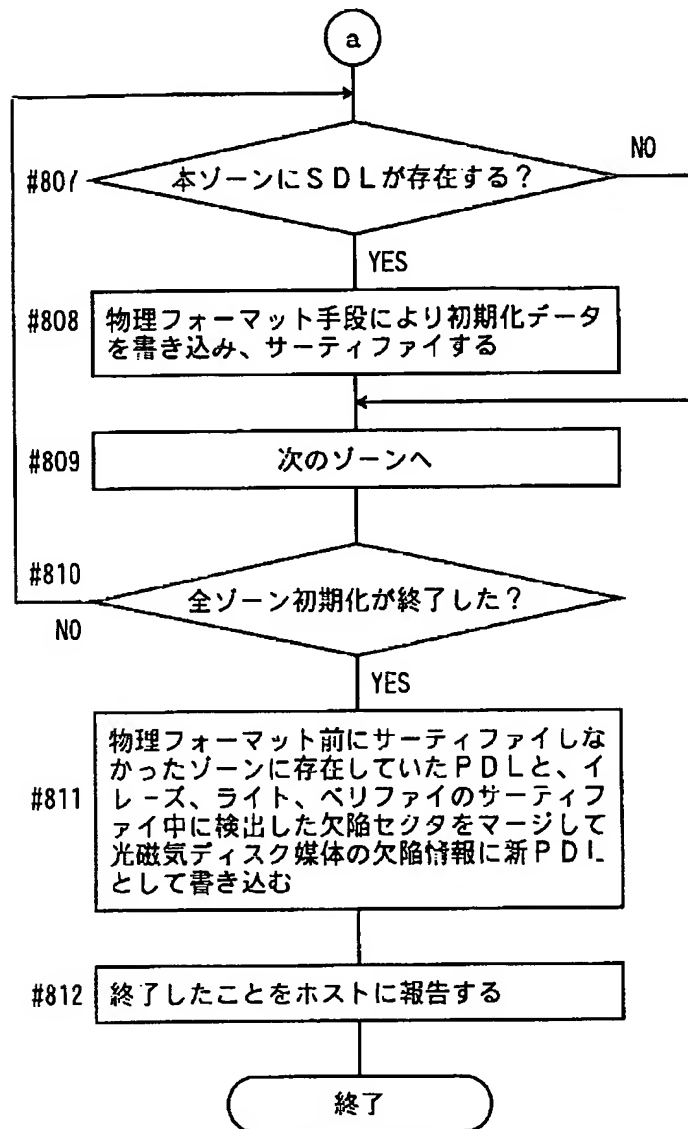 a
NO
#807
本ゾーンにSDLが存在する?
YES
#808
物理フォーマット手段により初期化データ
を書き込み、サーティファイする
#809
次のゾーンへ
#810
全ゾーン初期化が終了した?
NO
YES
#811
物理フォーマット前にサーティファイしな
かったゾーンに存在していたPDLと、イ
レーズ、ライト、ベリファイのサーティフ
ァイ中に検出した欠陥セクタをマージして
光磁気ディスク媒体の欠陥情報に新PDL
として書き込む
#812
終了したことをホストに報告する
終了